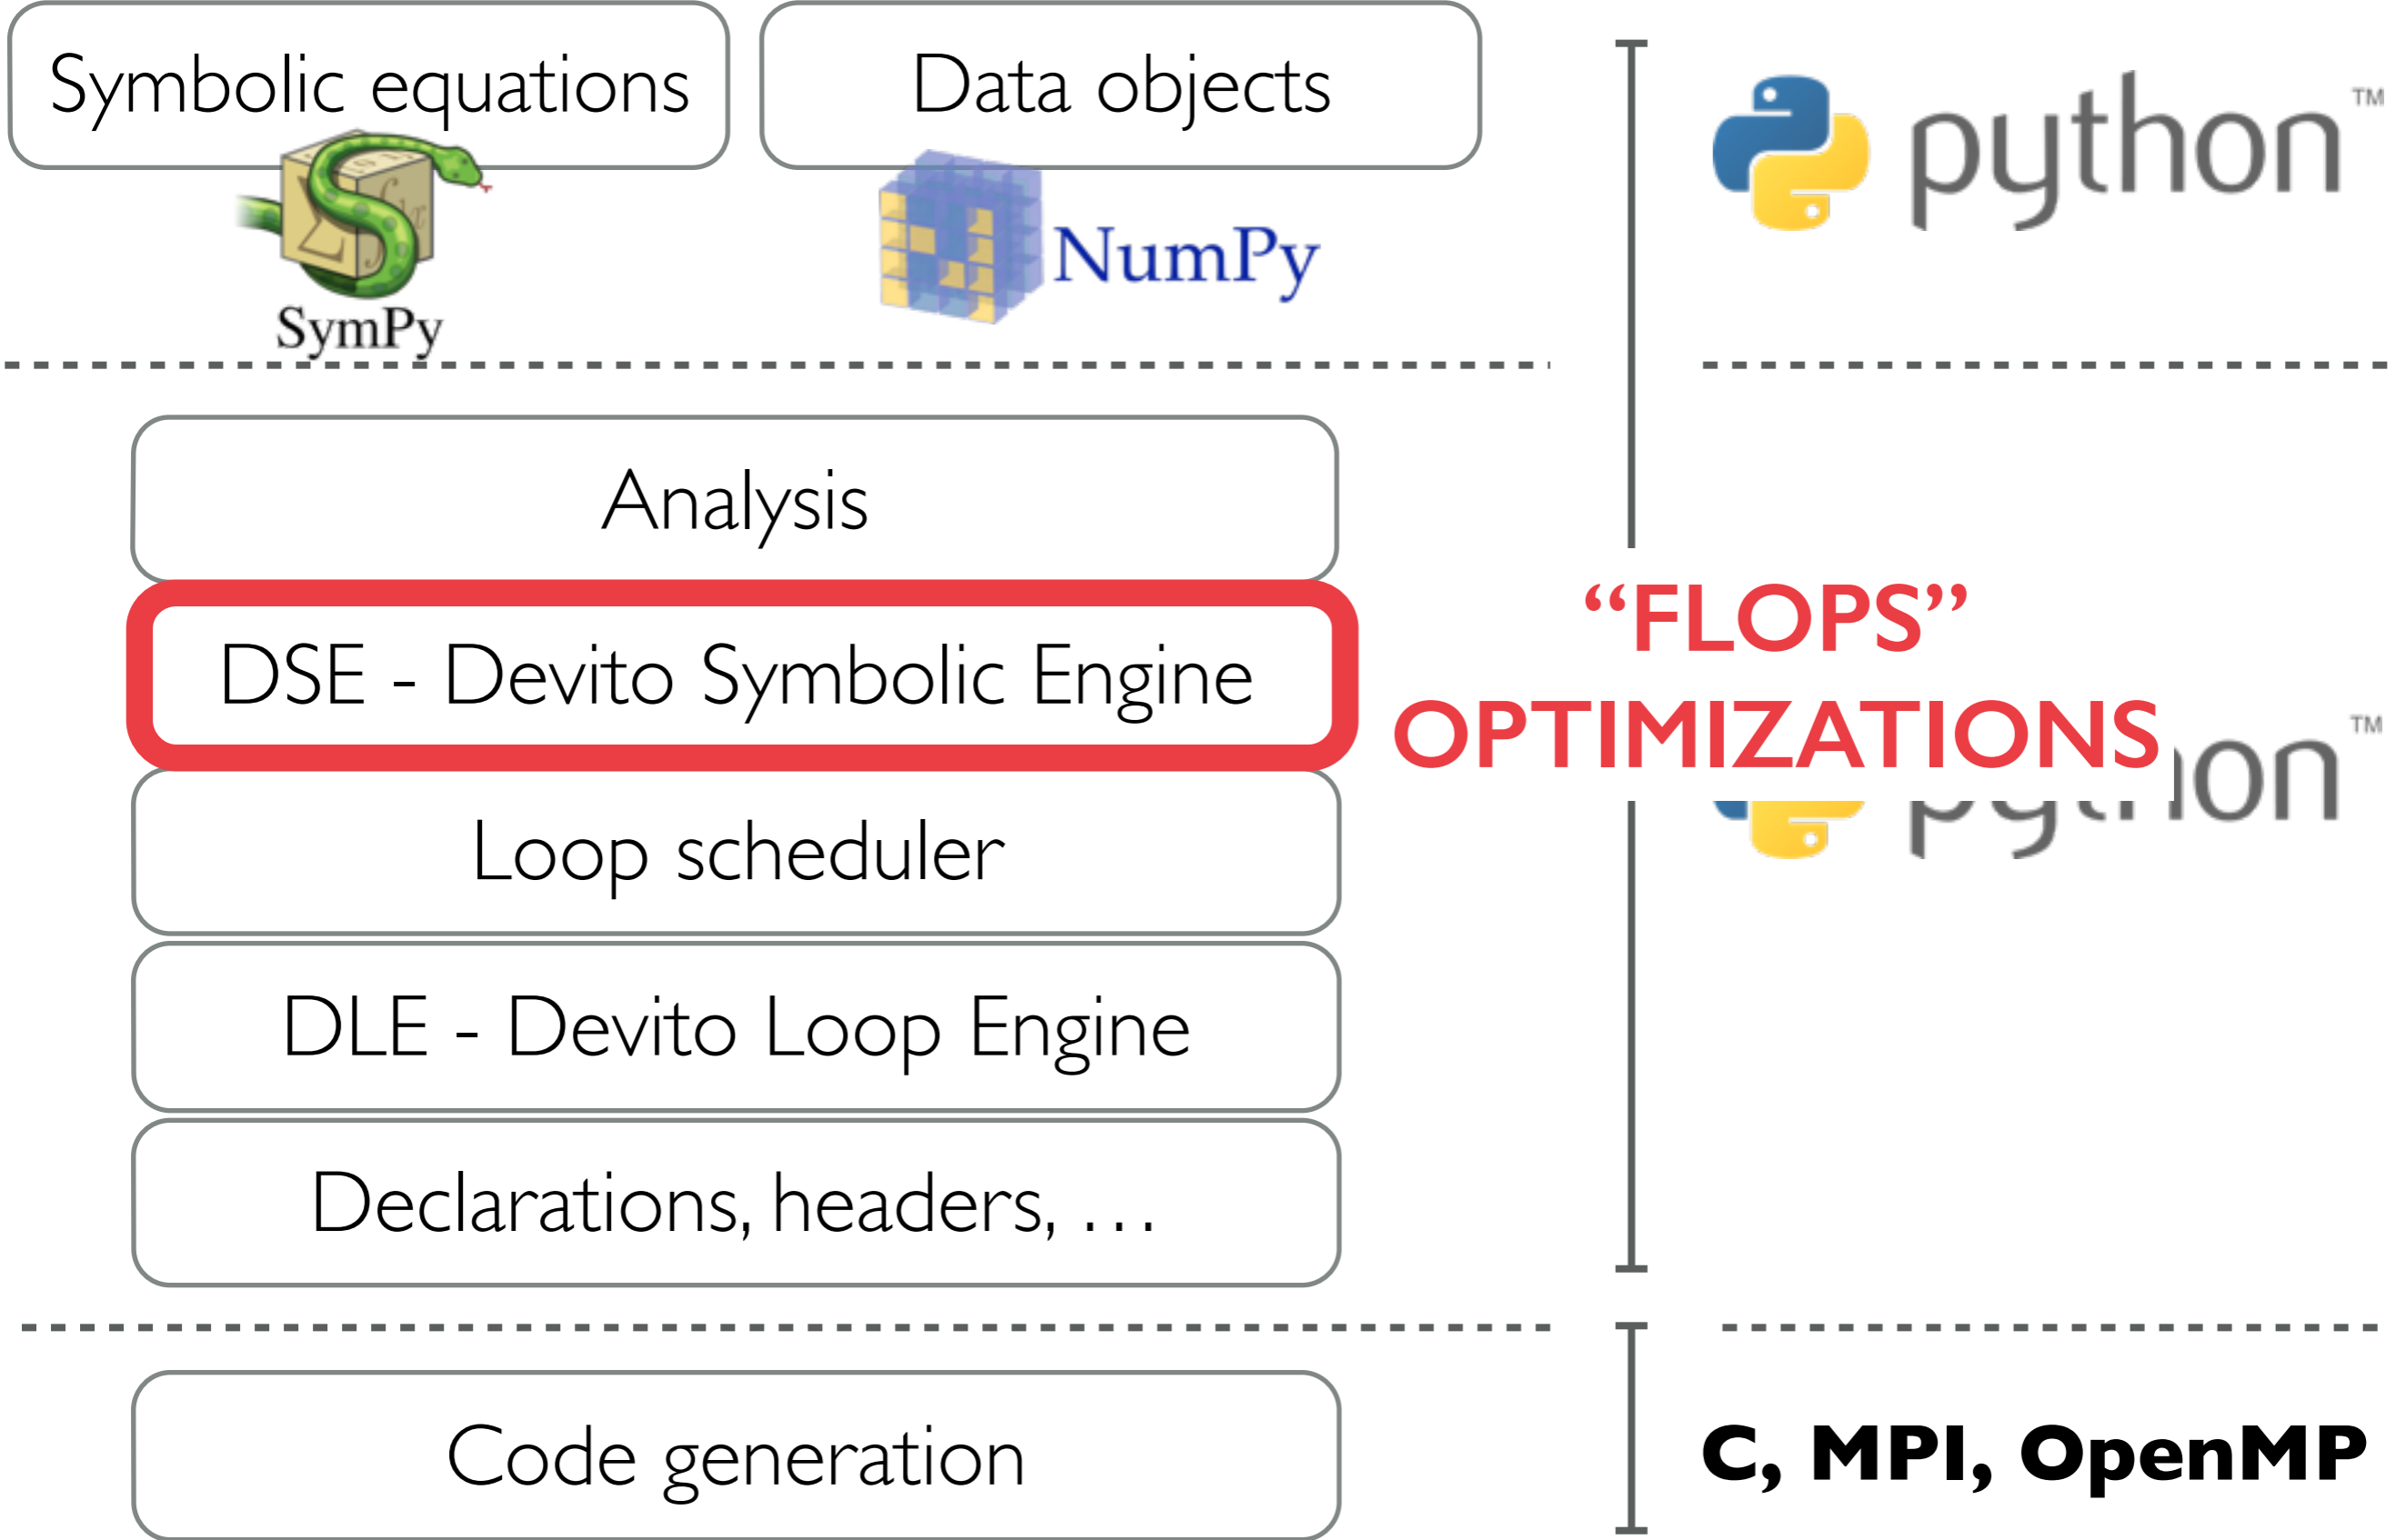 Symbolic equations
Data objects
SymPy
NumPy
python™
Analysis
DSE - Devito Symbolic Engine
“FLOPS”
OPTIMIZATIONS
™
Loop scheduler
DLE - Devito Loop Engine
Declarations, headers, …
Code generation
C, MPI, OpenMP